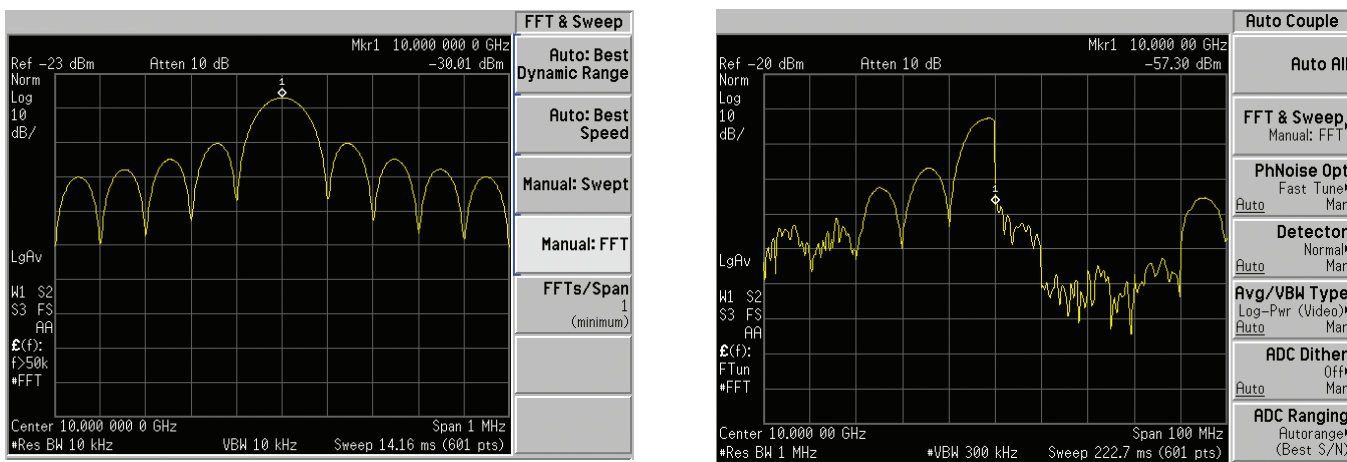 FFT & Sweep
Mkr1 10.000 000 0 GHz
Ref -23 dBm Atten 10 dB -30.01 dBm
Norm
Log
10
dB/
1
LgAv
W1 S2
S3 FS
AA
£(f):
f>50k
#FFT
Center 10.000 000 0 GHz Span 1 MHz
#Res BW 10 kHz VBW 10 kHz Sweep 14.16 ms (601 pts)
Auto: Best
Dynamic Range
Auto: Best
Speed
Manual: Swept
Manual: FFT
FFTs/Span
1
(minimum)
Auto Couple
Mkr1 10.000 00 GHz
Ref -20 dBm Atten 10 dB -57.30 dBm
Norm
Log
10
dB/
1
LgAv
W1 S2
S3 FS
AA
£(f):
FTun
#FFT
Center 10.000 00 GHz Span 100 MHz
#Res BW 1 MHz #VBW 300 kHz Sweep 222.7 ms (601 pts)
Auto All
FFT & Sweep
Manual: FFT
PhNoise Opt
Fast Tune
Auto Man
Detector
Normal
Auto Man
Avg/VBW Type
Log-Pwr (Video)
Auto Man
ADC Dither
Off
Auto Man
ADC Ranging
Autorange
(Best S/N)